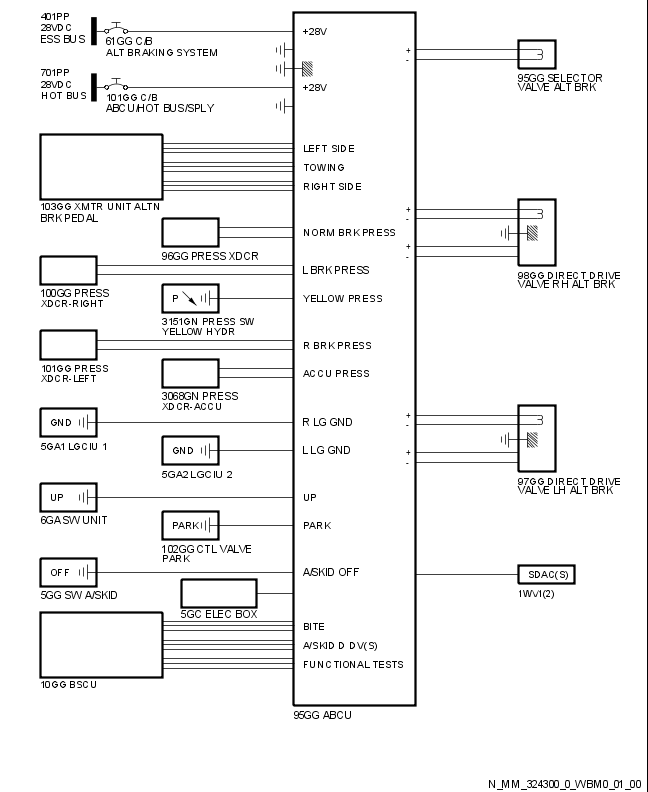 401PP
28VDC
ESS BUS
61GG C/B
ALT BRAKING SYSTEM
+28V
701PP
28VDC
HOT BUS
101GG C/B
ABCU/HOT BUS/SPLY
+28V
+
-
95GG SELECTOR
VALVE ALT BRK
103GG XMTR UNIT ALTN
BRK PEDAL
LEFT SIDE
TOWING
RIGHT SIDE
96GG PRESS XDCR
NORM BRK PRESS
+
-
+
-
98GG DIRECT DRIVE
VALVE RH ALT BRK
100GG PRESS
XDCR-RIGHT
L BRK PRESS
P
3151GN PRESS SW
YELLOW HYDR
YELLOW PRESS
101GG PRESS
XDCR-LEFT
R BRK PRESS
3068GN PRESS
XDCR-ACCU
ACCU PRESS
GND
5GA1 LGCIU 1
R LG GND
GND
5GA2 LGCIU 2
L LG GND
+
-
+
-
97GG DIRECT DRIVE
VALVE LH ALT BRK
UP
6GA SW UNIT
UP
PARK
102GG CTL VALVE
PARK
PARK
OFF
5GG SW A/SKID
A/SKID OFF
SDAC(S)
1WV1(2)
5GC ELEC BOX
10GG BSCU
BITE
A/SKID D DV(S)
FUNCTIONAL TESTS
95GG ABCU
N_MM_324300_0_WBM0_01_00